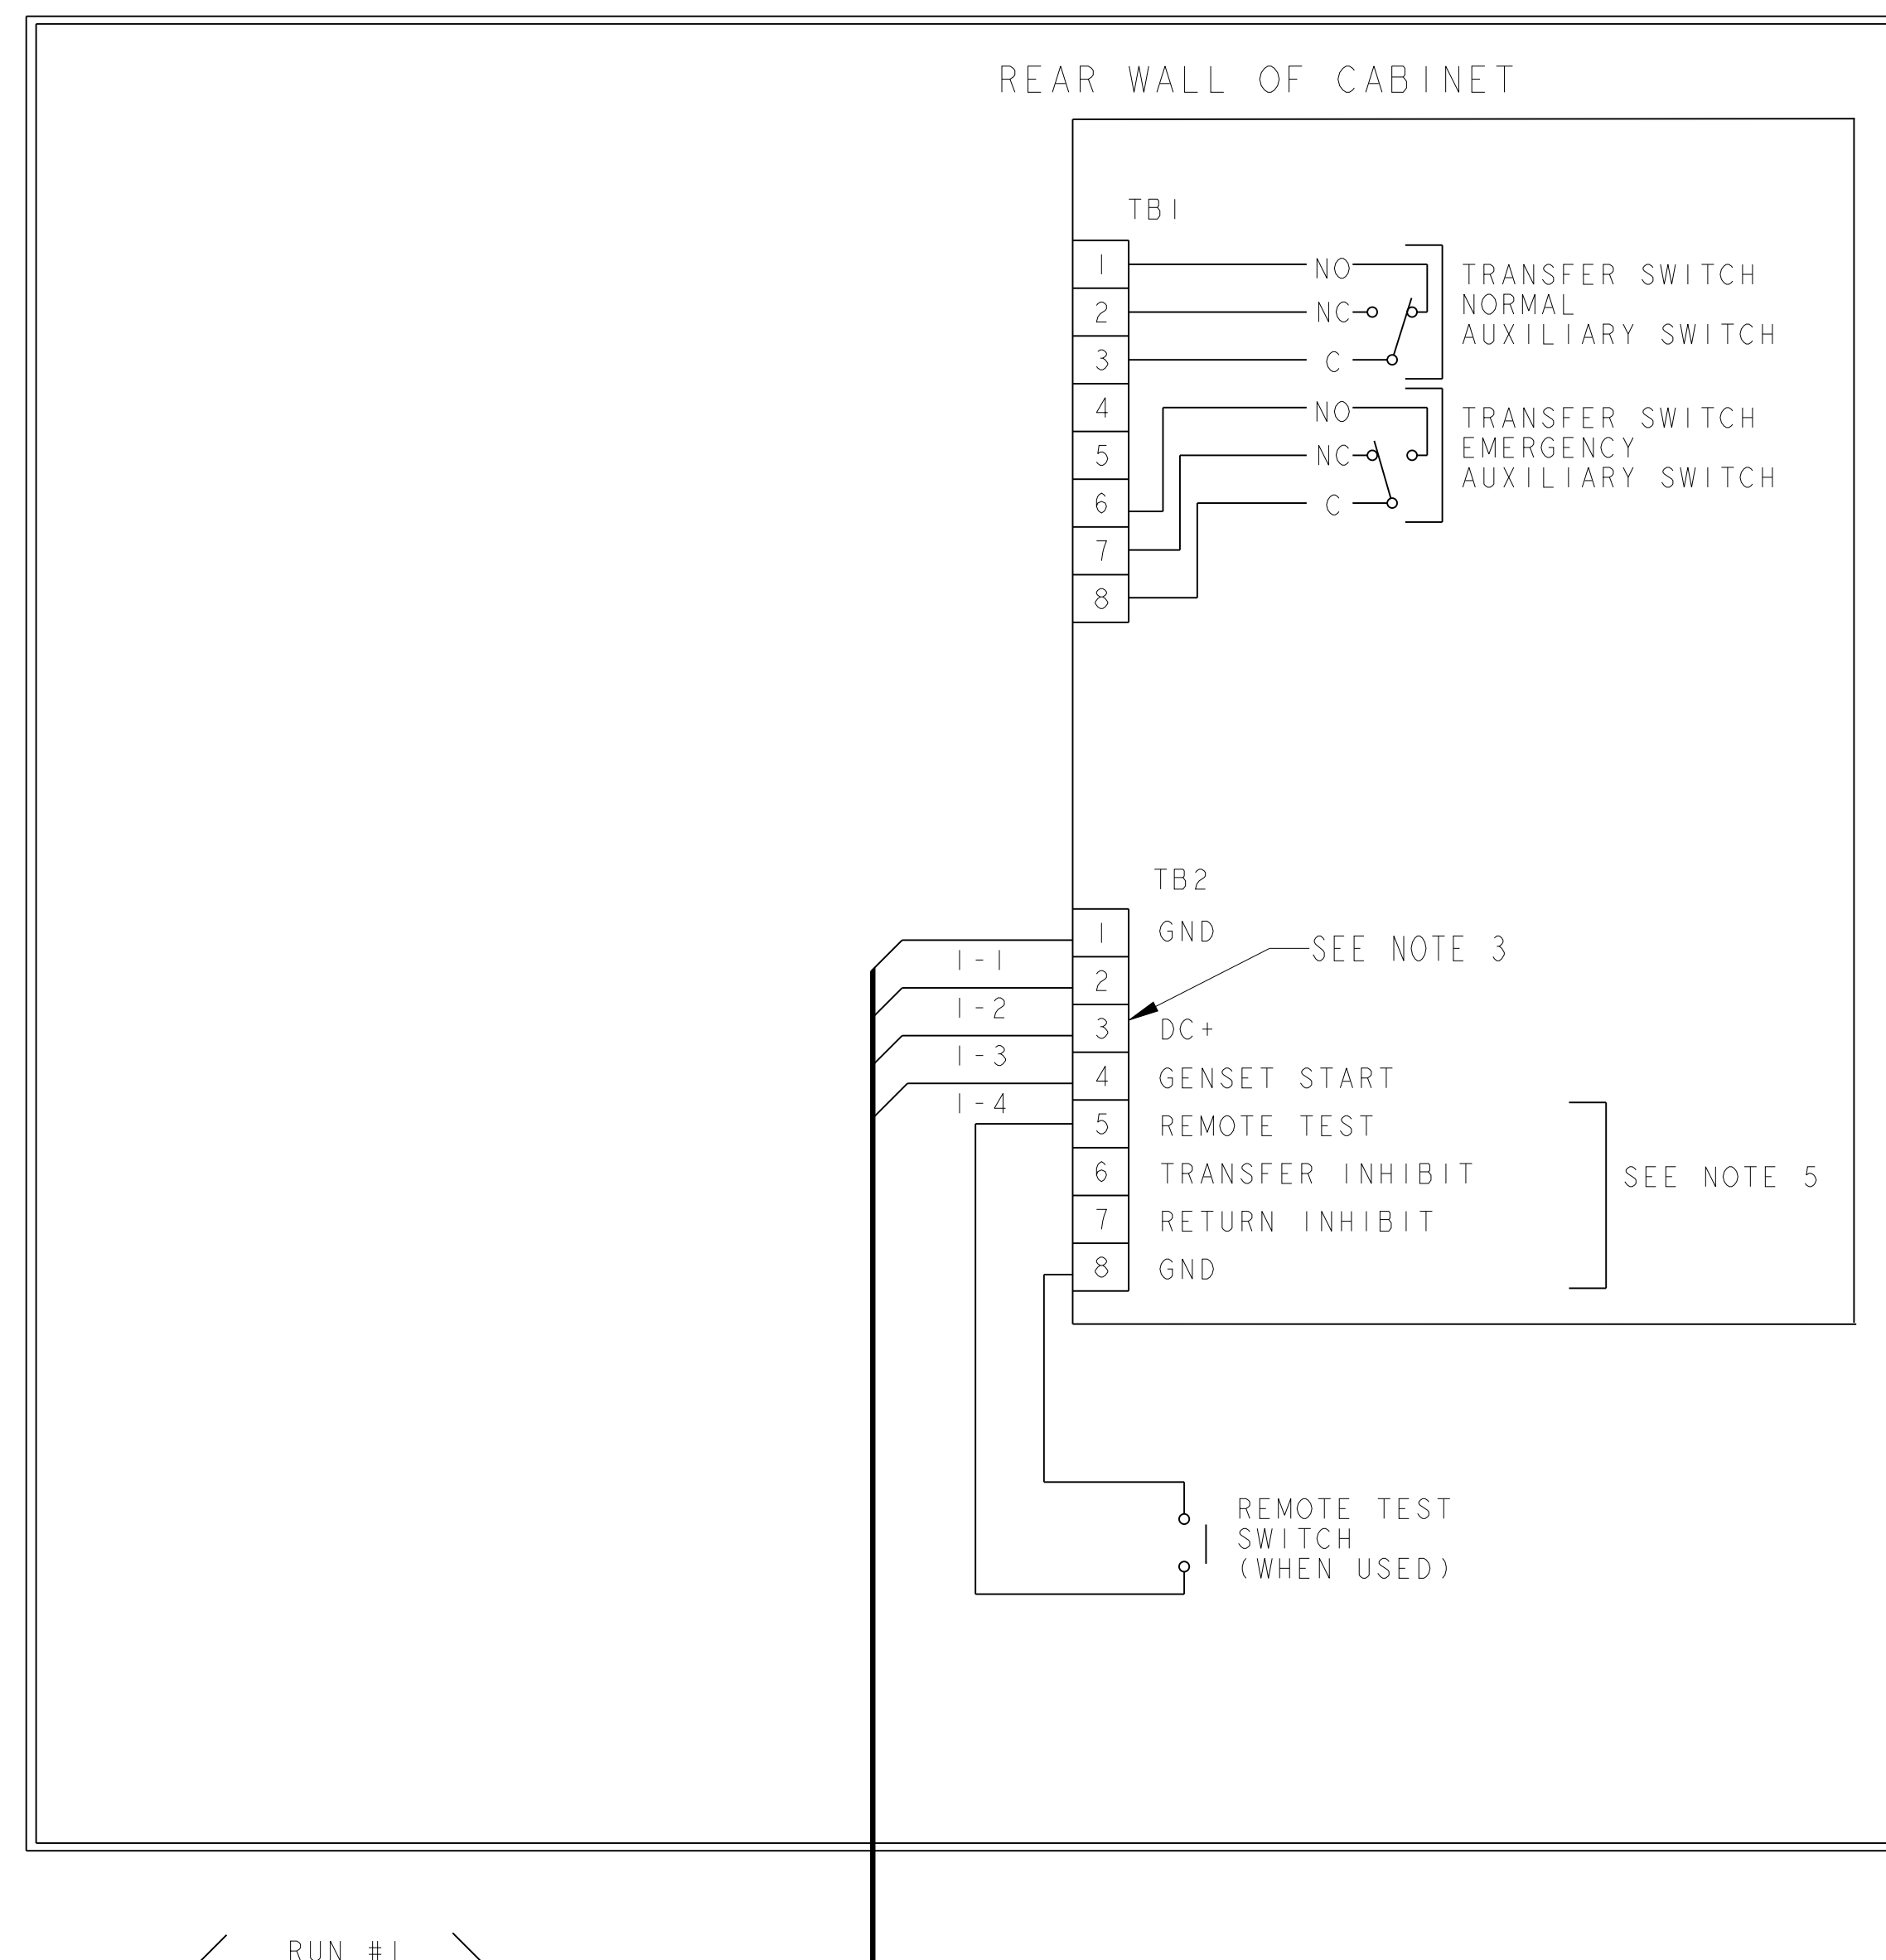 REAR WALL OF CABINET
TB1
1
NO
TRANSFER SWITCH
NORMAL
AUXILIARY SWITCH
2
NC
3
C
4
NO
TRANSFER SWITCH
EMERGENCY
AUXILIARY SWITCH
5
NC
6
C
7
8
TB2
1
GND
SEE NOTE 3
1-1
2
1-2
3
DC+
1-3
4
GENSET START
1-4
5
REMOTE TEST
6
TRANSFER INHIBIT
SEE NOTE 5
7
RETURN INHIBIT
8
GND
REMOTE TEST
SWITCH
(WHEN USED)
RUN #1